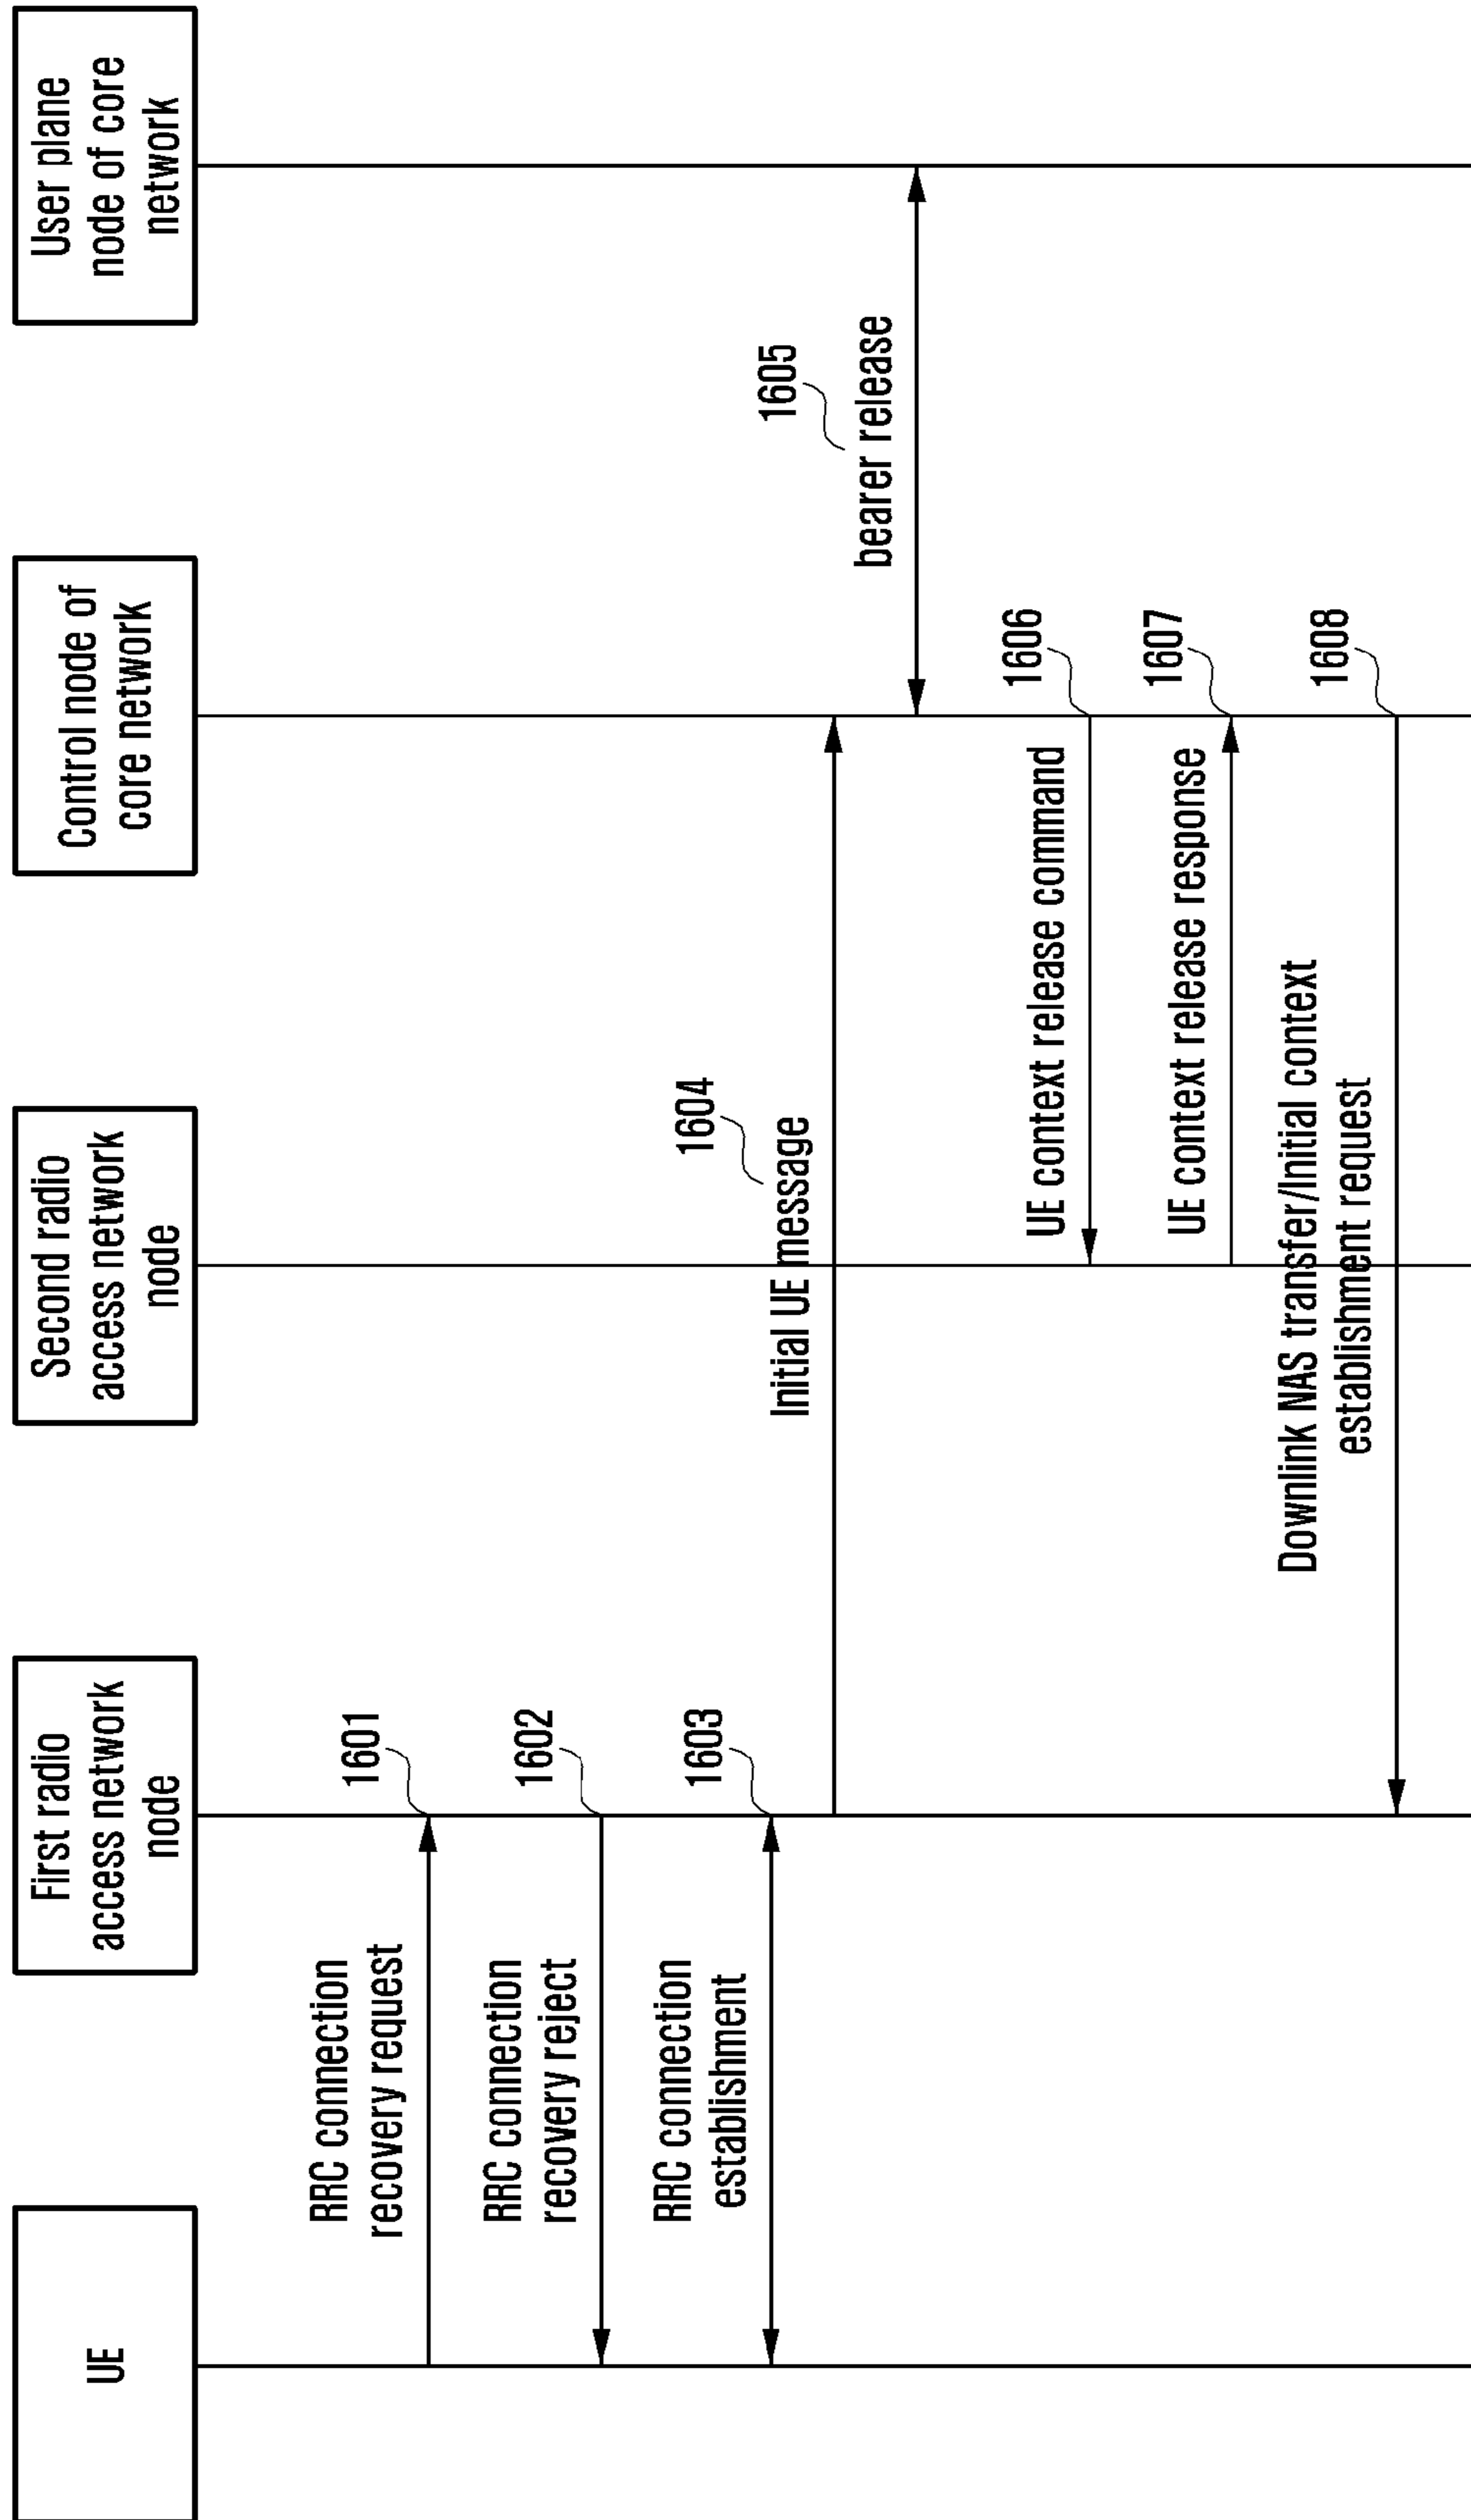 UE
First radio
access network
node
Second radio
access network
node
Control node of
core network
User plane
node of core
network
RRC connection
recovery request
1601
RRC connection
recovery reject
1602
RRC connection
establishment
1603
1604
Initial UE message
1605
bearer release
UE context release command
1606
UE context release response
1607
Downlink NAS transfer/Initial context
establishment request
1608